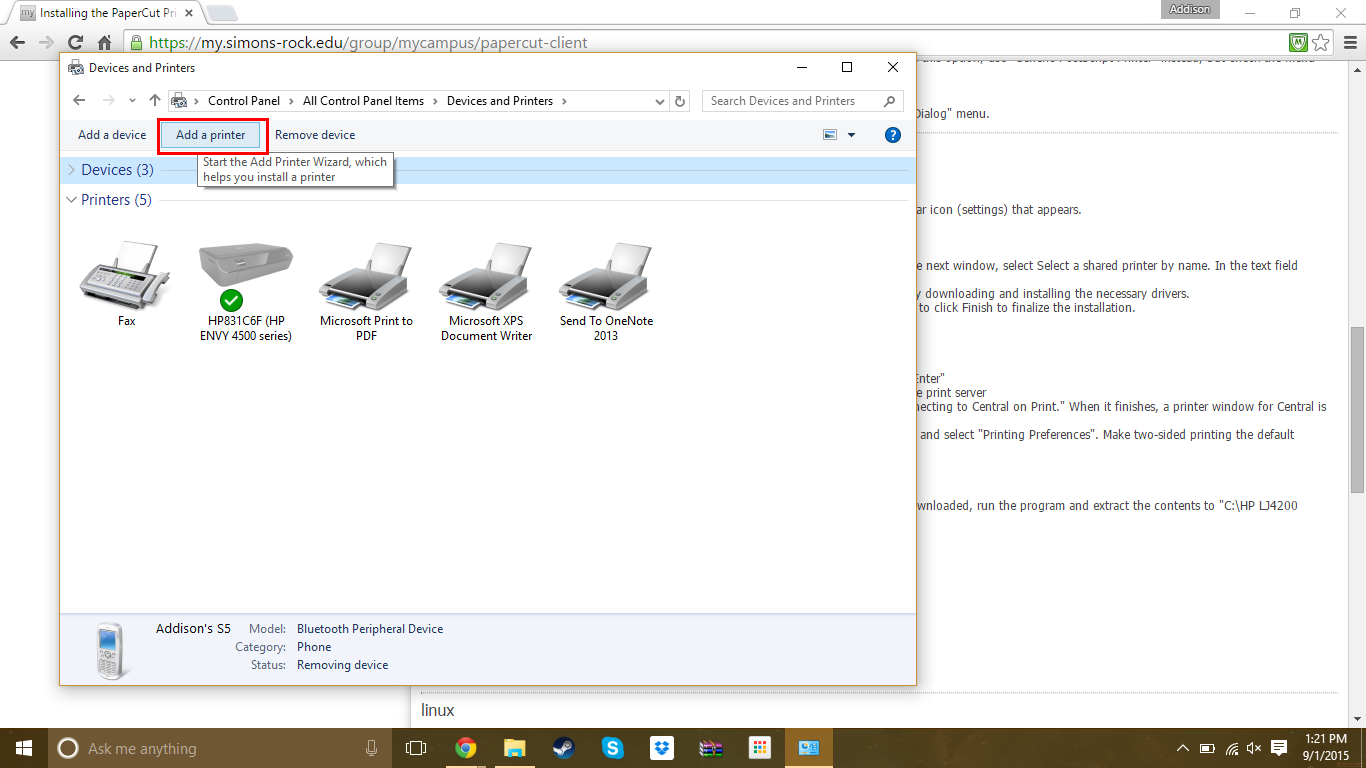 my Installing the PaperCut Pri
Addison
https://my.simons-rock.edu/group/mycampus/papercut-client
Devices and Printers
Control Panel > All Control Panel Items > Devices and Printers >
Search Devices and Printers
Add a device
Add a printer
Remove device
?
Start the Add Printer Wizard, which
helps you install a printer
Devices (3)
Printers (5)
Fax
HP831C6F (HP
ENVY 4500 series)
Microsoft Print to
PDF
Microsoft XPS
Document Writer
Send To OneNote
2013
Addison's S5
Model: Bluetooth Peripheral Device
Category: Phone
Status: Removing device
Dialog" menu.
ar icon (settings) that appears.
e next window, select Select a shared printer by name. In the text field
y downloading and installing the necessary drivers.
to click Finish to finalize the installation.
Enter"
e print server
necting to Central on Print." When it finishes, a printer window for Central is
and select "Printing Preferences". Make two-sided printing the default
wnloaded, run the program and extract the contents to "C:\HP LJ4200
linux
Ask me anything
1:21 PM
9/1/2015